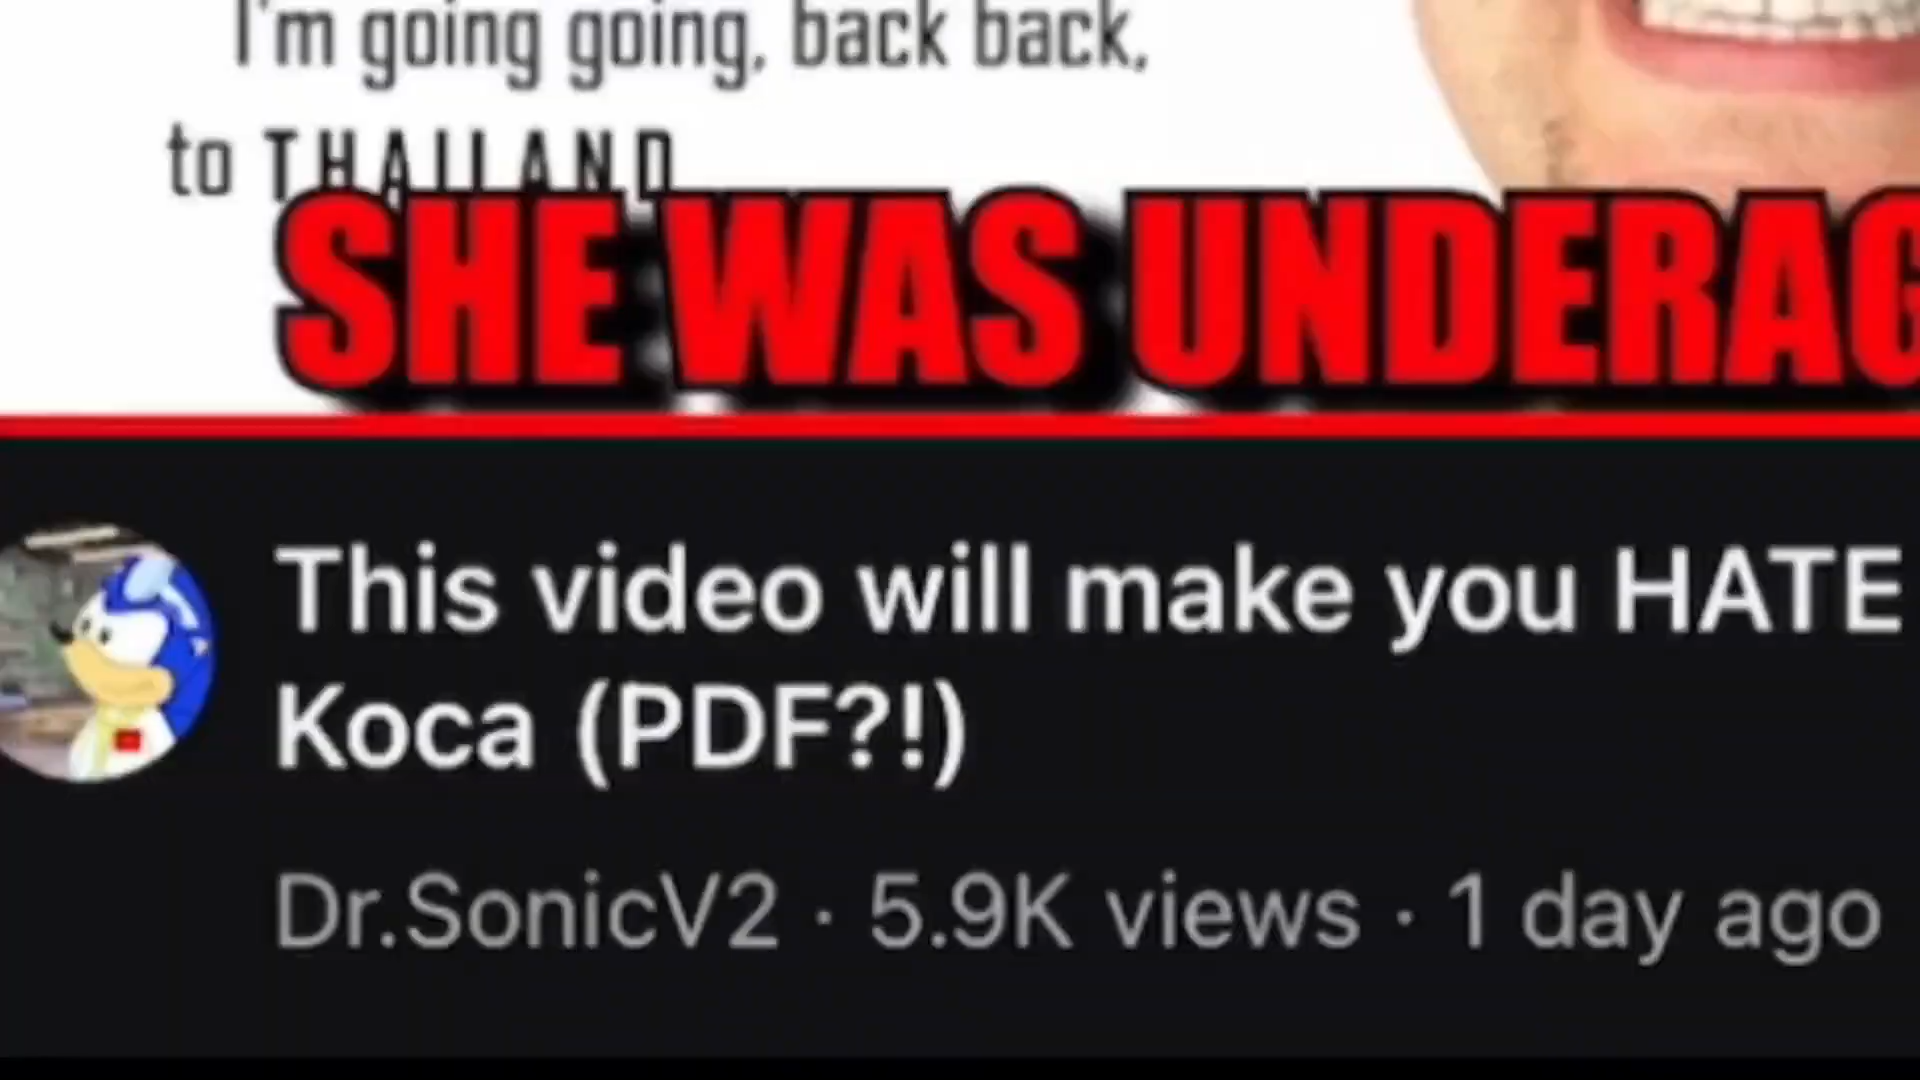 I'm going going, back back,
to THAILAND
SHE WAS UNDERAG
This video will make you HATE
Koca (PDF?!)
Dr.SonicV2 · 5.9K views · 1 day ago